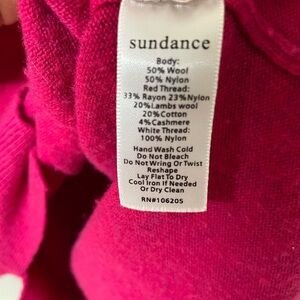 sundance
Body:
50% Wool
50% Nylon
Red Thread:
33% Rayon 23%Nylon
20%Lambs wool
20%Cotton
4%Cashmere
White Thread:
100% Nylon
Hand Wash Cold
Do Not Bleach
Do Not Wring Or Twist
Reshape
Lay Flat To Dry
Cool Iron If Needed
Or Dry Clean
RN#106205